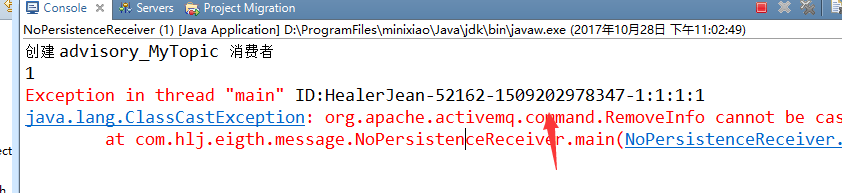 Console Servers Project Migration
NoPersistenceReceiver (1) [Java Application] D:\ProgramFiles\minixiao\Java\jdk\bin\javaw.exe (2017年10月28日 下午11:02:49)
创建 advisory_MyTopic 消费者
1
Exception in thread "main" ID:HealerJean-52162-1509202978347-1:1:1:1
java.lang.ClassCastException: org.apache.activemq.command.RemoveInfo cannot be cas
at com.hlj.eigth.message.NoPersistenceReceiver.main(NoPersistenceReceiver.